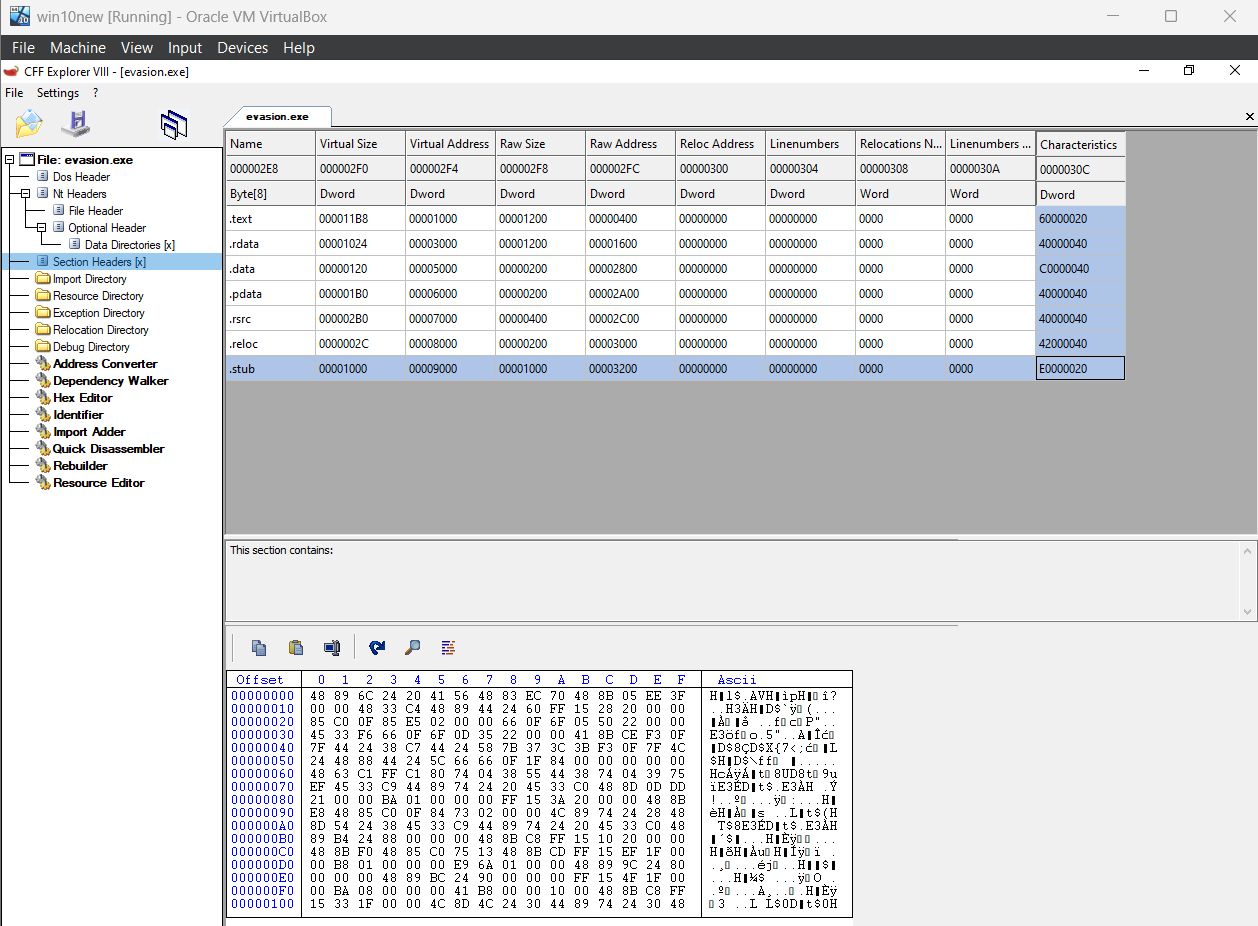 win10new [Running] - Oracle VM VirtualBox
File Machine View Input Devices Help
CFF Explorer VIII - [evasion.exe]
File Settings ?
evasion.exe
File: evasion.exe
Dos Header
Nt Headers
File Header
Optional Header
Data Directories [x]
Section Headers [x]
Import Directory
Resource Directory
Exception Directory
Relocation Directory
Debug Directory
Address Converter
Dependency Walker
Hex Editor
Identifier
Import Adder
Quick Disassembler
Rebuilder
Resource Editor
Name Virtual Size Virtual Address Raw Size Raw Address Reloc Address Linenumbers Relocations N... Linenumbers ... Characteristics
000002E8 000002F0 000002F4 000002F8 000002FC 00000300 00000304 00000308 0000030A 0000030C
Byte[8] Dword Dword Dword Dword Dword Dword Word Word Dword
.text 000011B8 00001000 00001200 00000400 00000000 00000000 0000 0000 60000020
.rdata 00001024 00003000 00001200 00001600 00000000 00000000 0000 0000 40000040
.data 00000120 00005000 00000200 00002800 00000000 00000000 0000 0000 C0000040
.pdata 000001B0 00006000 00000200 00002A00 00000000 00000000 0000 0000 40000040
.rsrc 000002B0 00007000 00000400 00002C00 00000000 00000000 0000 0000 40000040
.reloc 0000002C 00008000 00000200 00003000 00000000 00000000 0000 0000 42000040
.stub 00001000 00009000 00001000 00003200 00000000 00000000 0000 0000 E0000020
This section contains:
Offset 0 1 2 3 4 5 6 7 8 9 A B C D E F Ascii
00000000 48 89 6C 24 20 41 56 48 83 EC 70 48 8B 05 EE 3F
00000010 00 00 48 33 C4 48 89 44 24 60 FF 15 28 20 00 00
00000020 85 C0 0F 85 E5 02 00 00 66 0F 6F 05 50 22 00 00
00000030 45 33 F6 66 0F 6F 0D 35 22 00 00 41 8B CE F3 0F
00000040 7F 44 24 38 C7 44 24 58 7B 37 3C 3B F3 0F 7F 4C
00000050 24 48 88 44 24 5C 66 66 0F 1F 84 00 00 00 00 00
00000060 48 63 C1 FF C1 80 74 04 38 55 44 38 74 04 39 75
00000070 EF 45 33 C9 44 89 74 24 20 45 33 C0 48 8D 0D DD
00000080 21 00 00 BA 01 00 00 00 FF 15 3A 20 00 00 48 8B
00000090 E8 48 85 C0 0F 84 73 02 00 00 4C 89 74 24 28 48
000000A0 8D 54 24 38 45 33 C9 44 89 74 24 20 45 33 C0 48
000000B0 89 B4 24 88 00 00 00 48 8B C8 FF 15 10 20 00 00
000000C0 48 8B F0 48 85 C0 75 13 48 8B CD FF 15 EF 1F 00
000000D0 00 B8 01 00 00 00 E9 6A 01 00 00 48 89 9C 24 80
000000E0 00 00 00 48 89 BC 24 90 00 00 00 FF 15 4F 1F 00
000000F0 00 BA 08 00 00 00 41 B8 00 00 10 00 48 8B C8 FF
00000100 15 33 1F 00 00 4C 8D 4C 24 30 44 89 74 24 30 48